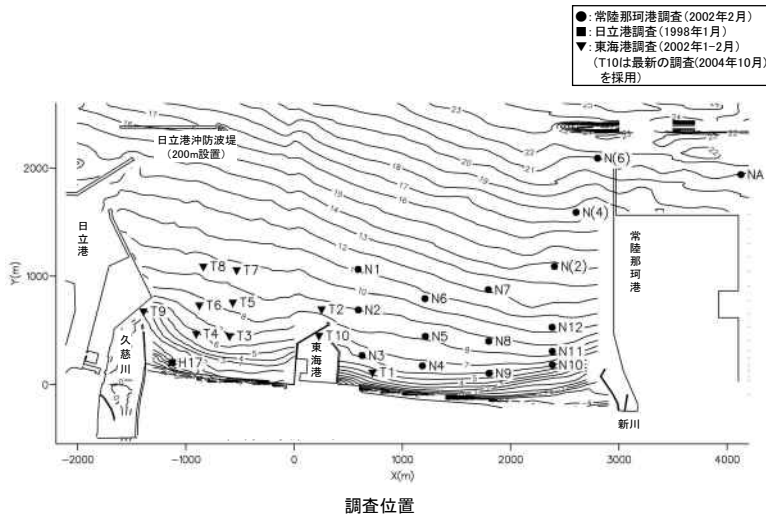 ●:常陸那珂港調査(2002年2月)
■:日立港調査(1998年1月)
▼:東海港調査(2002年1-2月)
(T10は最新の調査(2004年10月)
を採用)
日立港沖防波堤
(200m設置)
日立港
久慈川
東海港
常陸那珂港
新川
N(6)
NA
N(4)
N(2)
T8
T7
N1
N7
N6
T6
T5
T2
N2
T9
T4
T3
T10
N5
N8
N12
H17
N3
N4
T1
N9
N11
N10
Y(m)
2000
1000
0
-2000
-1000
0
1000
2000
3000
4000
X(m)
調査位置